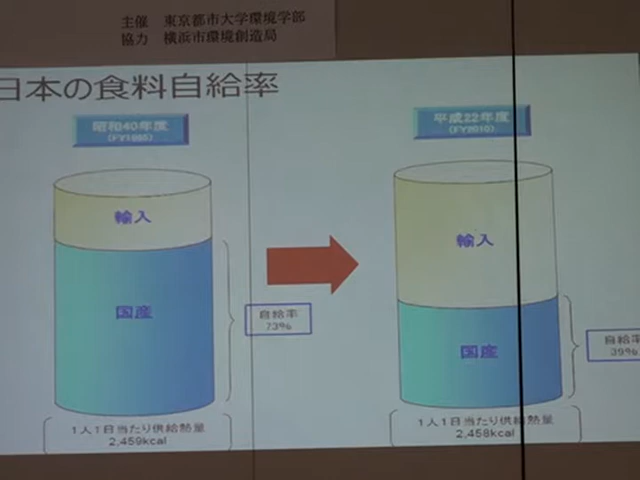 主催 東京都市大学環境学部
協力 横浜市環境創造局
日本の食料自給率
昭和40年度
(FY1965)
輸入
国産
自給率
73%
1人1日当たり供給熱量
2,459kcal
平成22年度
(FY2010)
輸入
国産
自給率
39%
1人1日当たり供給熱量
2,458kcal